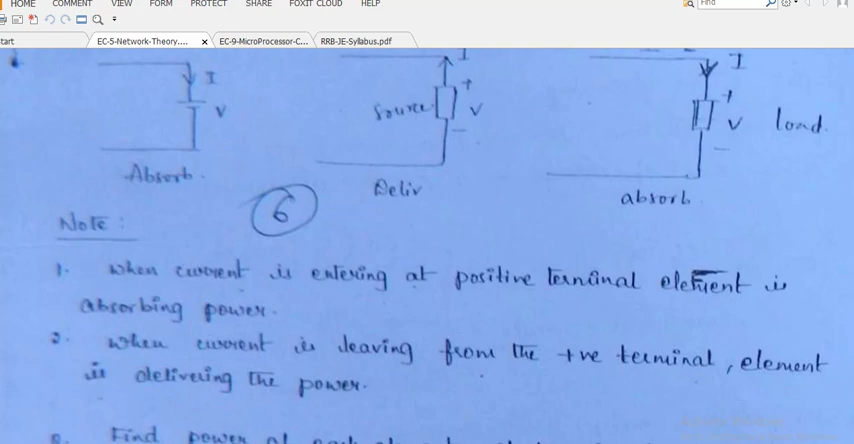 HOME COMMENT VIEW FORM PROTECT SHARE FOXIT CLOUD HELP
Find
tart EC-5-Network-Theory.... EC-9-MicroProcessor-C... RRB-JE-Syllabus.pdf
I I I
V Source + V - + V - load.
Absorb. Deliv absorb.
6
Note:
1. when current is entering at positive terminal element is
absorbing power.
2. when current is leaving from the +ve terminal, element
is delivering the power.
Find power